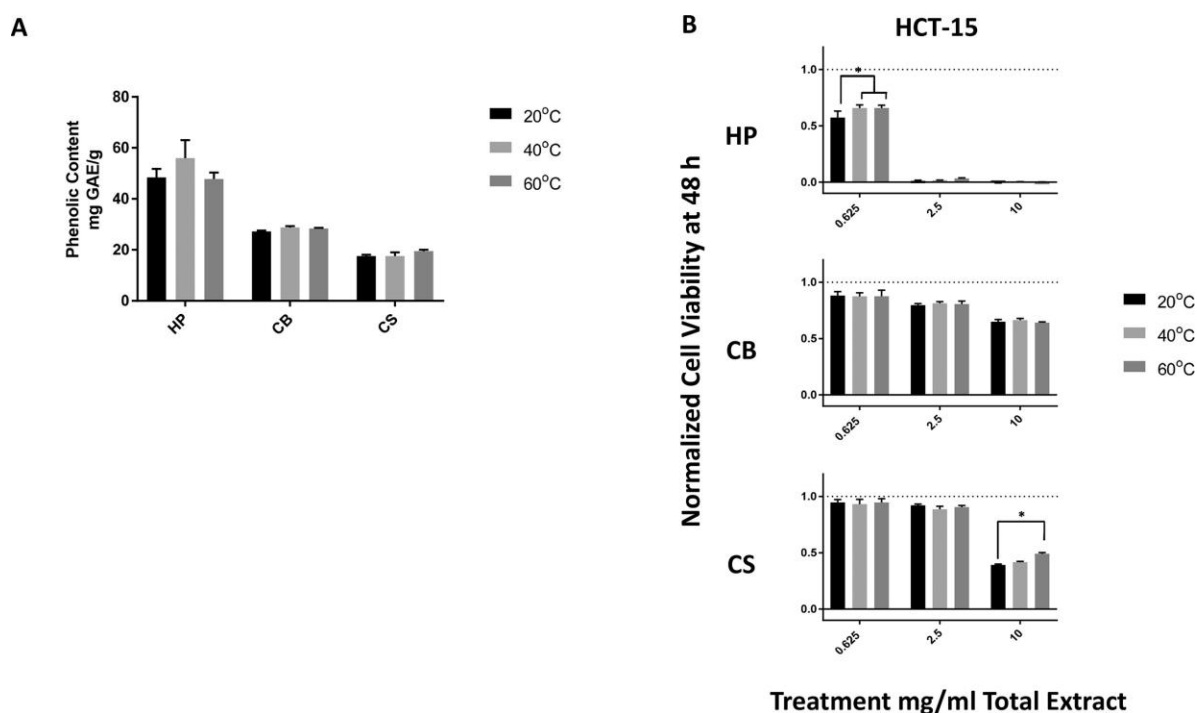 A
Phenolic Content
mg GAE/g
80
60
40
20
0
HP
CB
CS
20°C
40°C
60°C
B
HCT-15
Normalized Cell Viability at 48 h
HP
1.0
0.5
0.0
*
0.625
2.5
10
CB
1.0
0.5
0.0
0.625
2.5
10
20°C
40°C
60°C
CS
1.0
0.5
0.0
*
0.625
2.5
10
Treatment mg/ml Total Extract